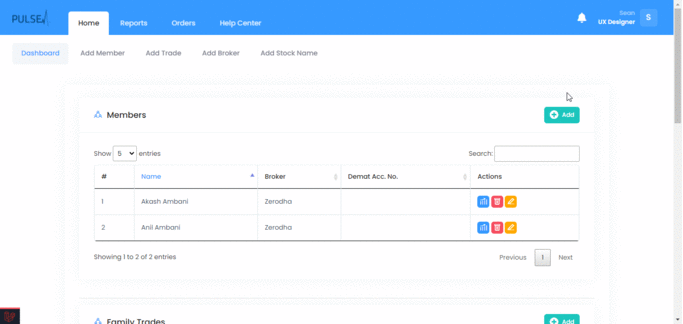 PULSE
Home
Reports
Orders
Help Center
Sean
UX Designer
S
Dashboard
Add Member
Add Trade
Add Broker
Add Stock Name
Members
Add
Show 5 entries
Search:
# Name Broker Demat Acc. No. Actions
1 Akash Ambani Zerodha
2 Anil Ambani Zerodha
Showing 1 to 2 of 2 entries
Previous 1 Next
Family Trades
Add